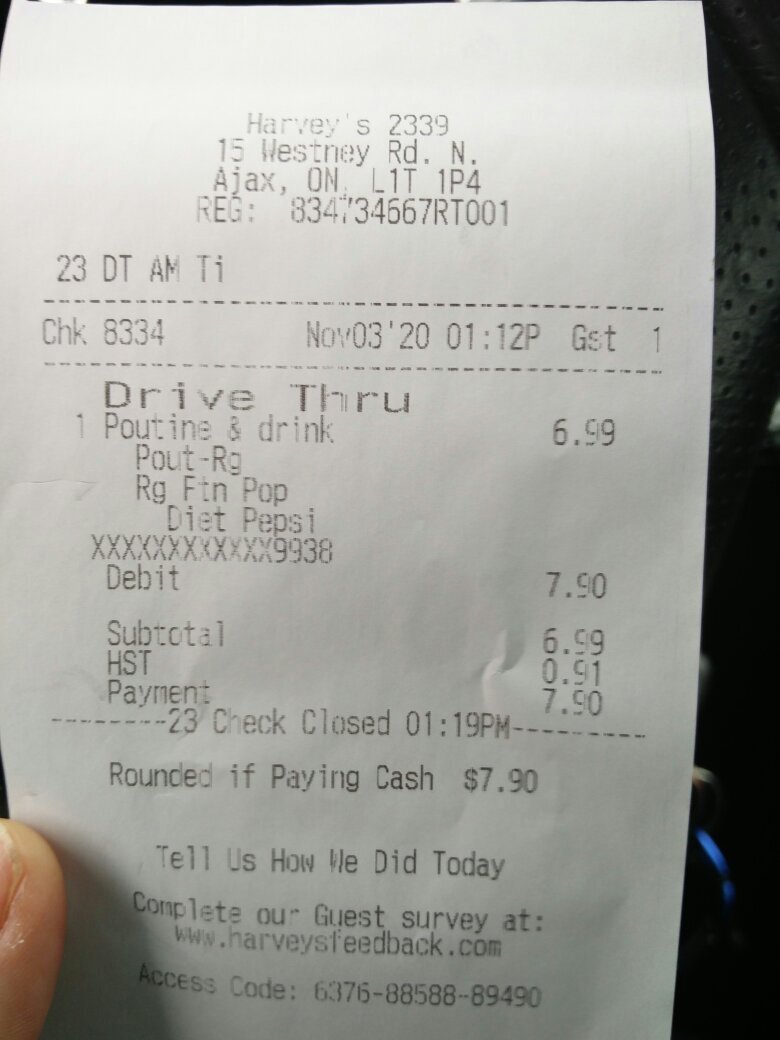 Harvey's 2339
15 Westney Rd. N.
Ajax, ON, L1T 1P4
REG: 834734667RT001
23 DT AM Ti
Chk 8334 Nov03'20 01:12P Gst 1
Drive Thru
1 Poutine & drink 6.99
Pout-Rg
Rg Ftn Pop
Diet Pepsi
XXXXXXXXXXXX9938
Debit 7.90
Subtotal 6.99
HST 0.91
Payment 7.90
--------23 Check Closed 01:19PM---------
Rounded if Paying Cash $7.90
Tell Us How We Did Today
Complete our Guest survey at:
www.harveysfeedback.com
Access Code: 6376-88588-89490